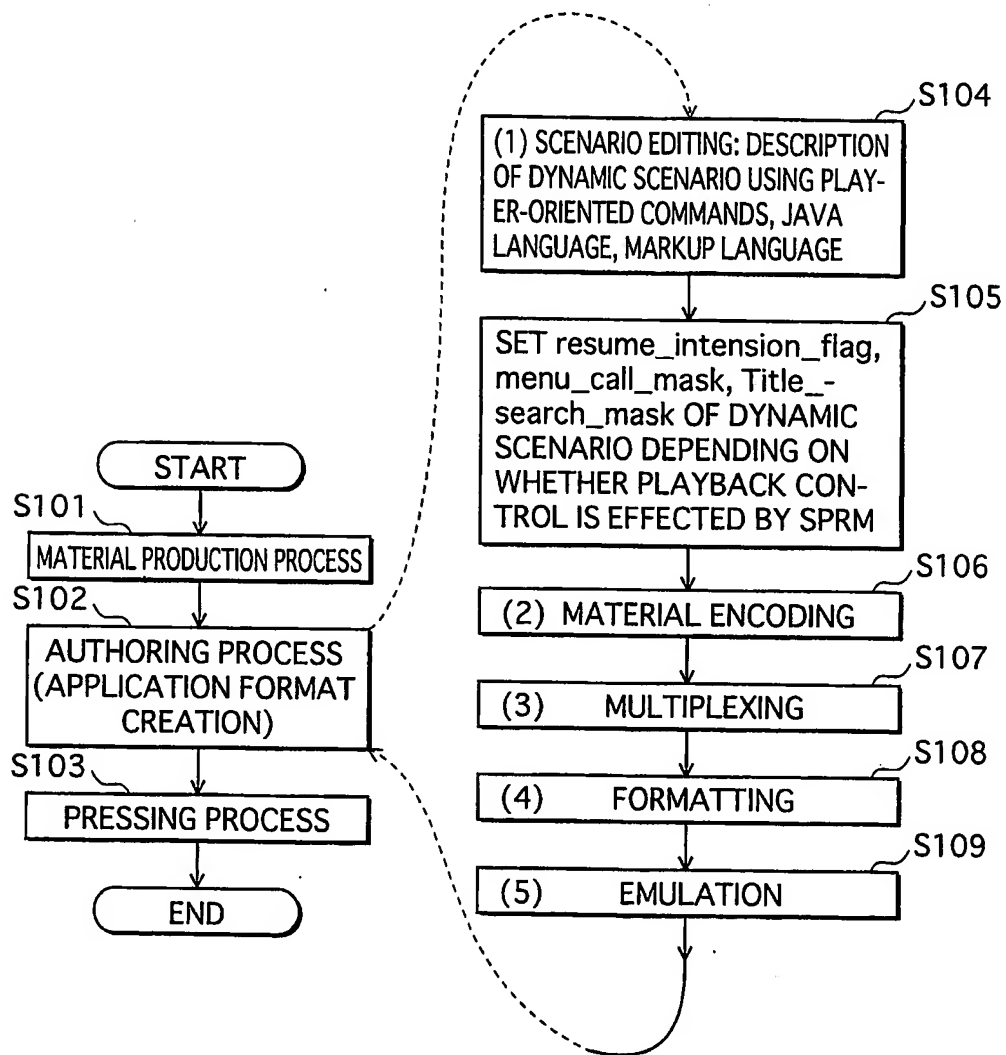 START
S101
MATERIAL PRODUCTION PROCESS
S102
AUTHORING PROCESS
(APPLICATION FORMAT
CREATION)
S103
PRESSING PROCESS
END
S104
(1) SCENARIO EDITING: DESCRIPTION
OF DYNAMIC SCENARIO USING PLAY-
ER-ORIENTED COMMANDS, JAVA
LANGUAGE, MARKUP LANGUAGE
S105
SET resume_intension_flag,
menu_call_mask, Title_-
search_mask OF DYNAMIC
SCENARIO DEPENDING ON
WHETHER PLAYBACK CON-
TROL IS EFFECTED BY SPRM
S106
(2) MATERIAL ENCODING
S107
(3) MULTIPLEXING
S108
(4) FORMATTING
S109
(5) EMULATION